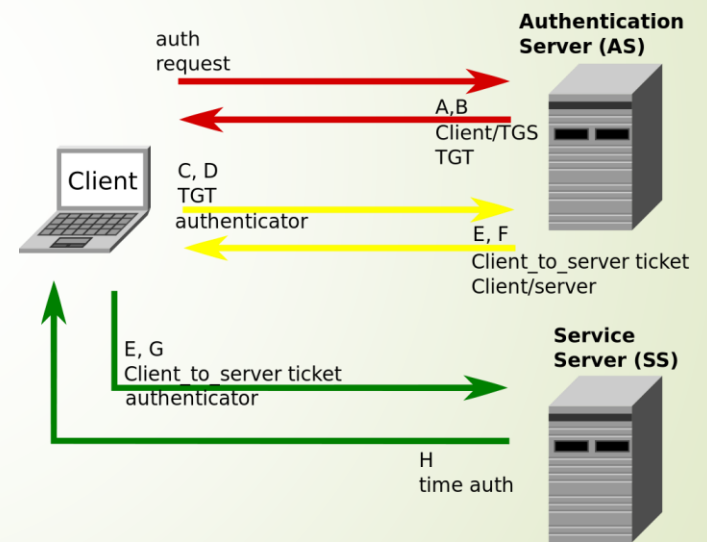 auth
request
Authentication
Server (AS)
A,B
Client/TGS
TGT
Client
C, D
TGT
authenticator
E, F
Client_to_server ticket
Client/server
E, G
Client_to_server ticket
authenticator
Service
Server (SS)
H
time auth